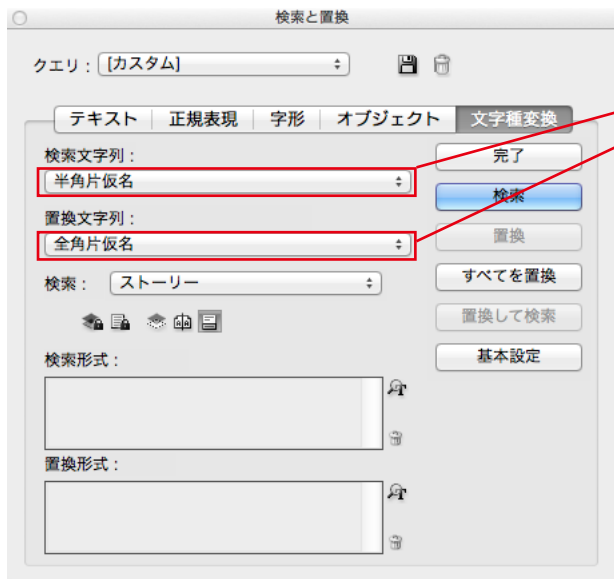 検索と置換
クエリ： [カスタム]
テキスト 正規表現 字形 オブジェクト 文字種変換
検索文字列：
半角片仮名
置換文字列：
全角片仮名
検索： ストーリー
検索形式：
置換形式：
完了
検索
置換
すべてを置換
置換して検索
基本設定